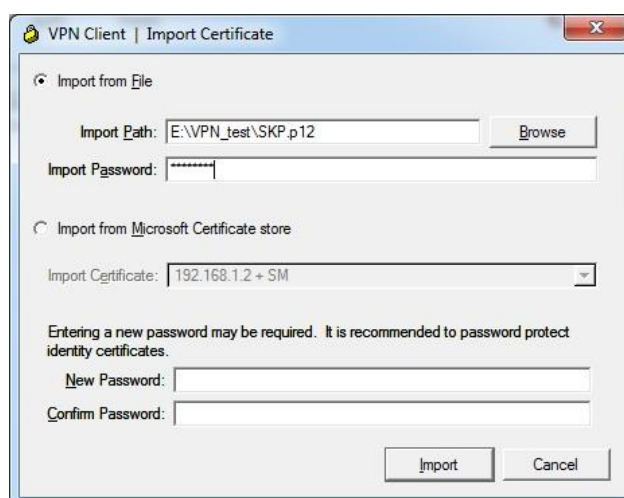 VPN Client | Import Certificate
Import from File
Import Path: E:\VPN_test\SKP.p12 Browse
Import Password: ********
Import from Microsoft Certificate store
Import Certificate: 192.168.1.2 + SM
Entering a new password may be required. It is recommended to password protect
identity certificates.
New Password:
Confirm Password:
Import Cancel